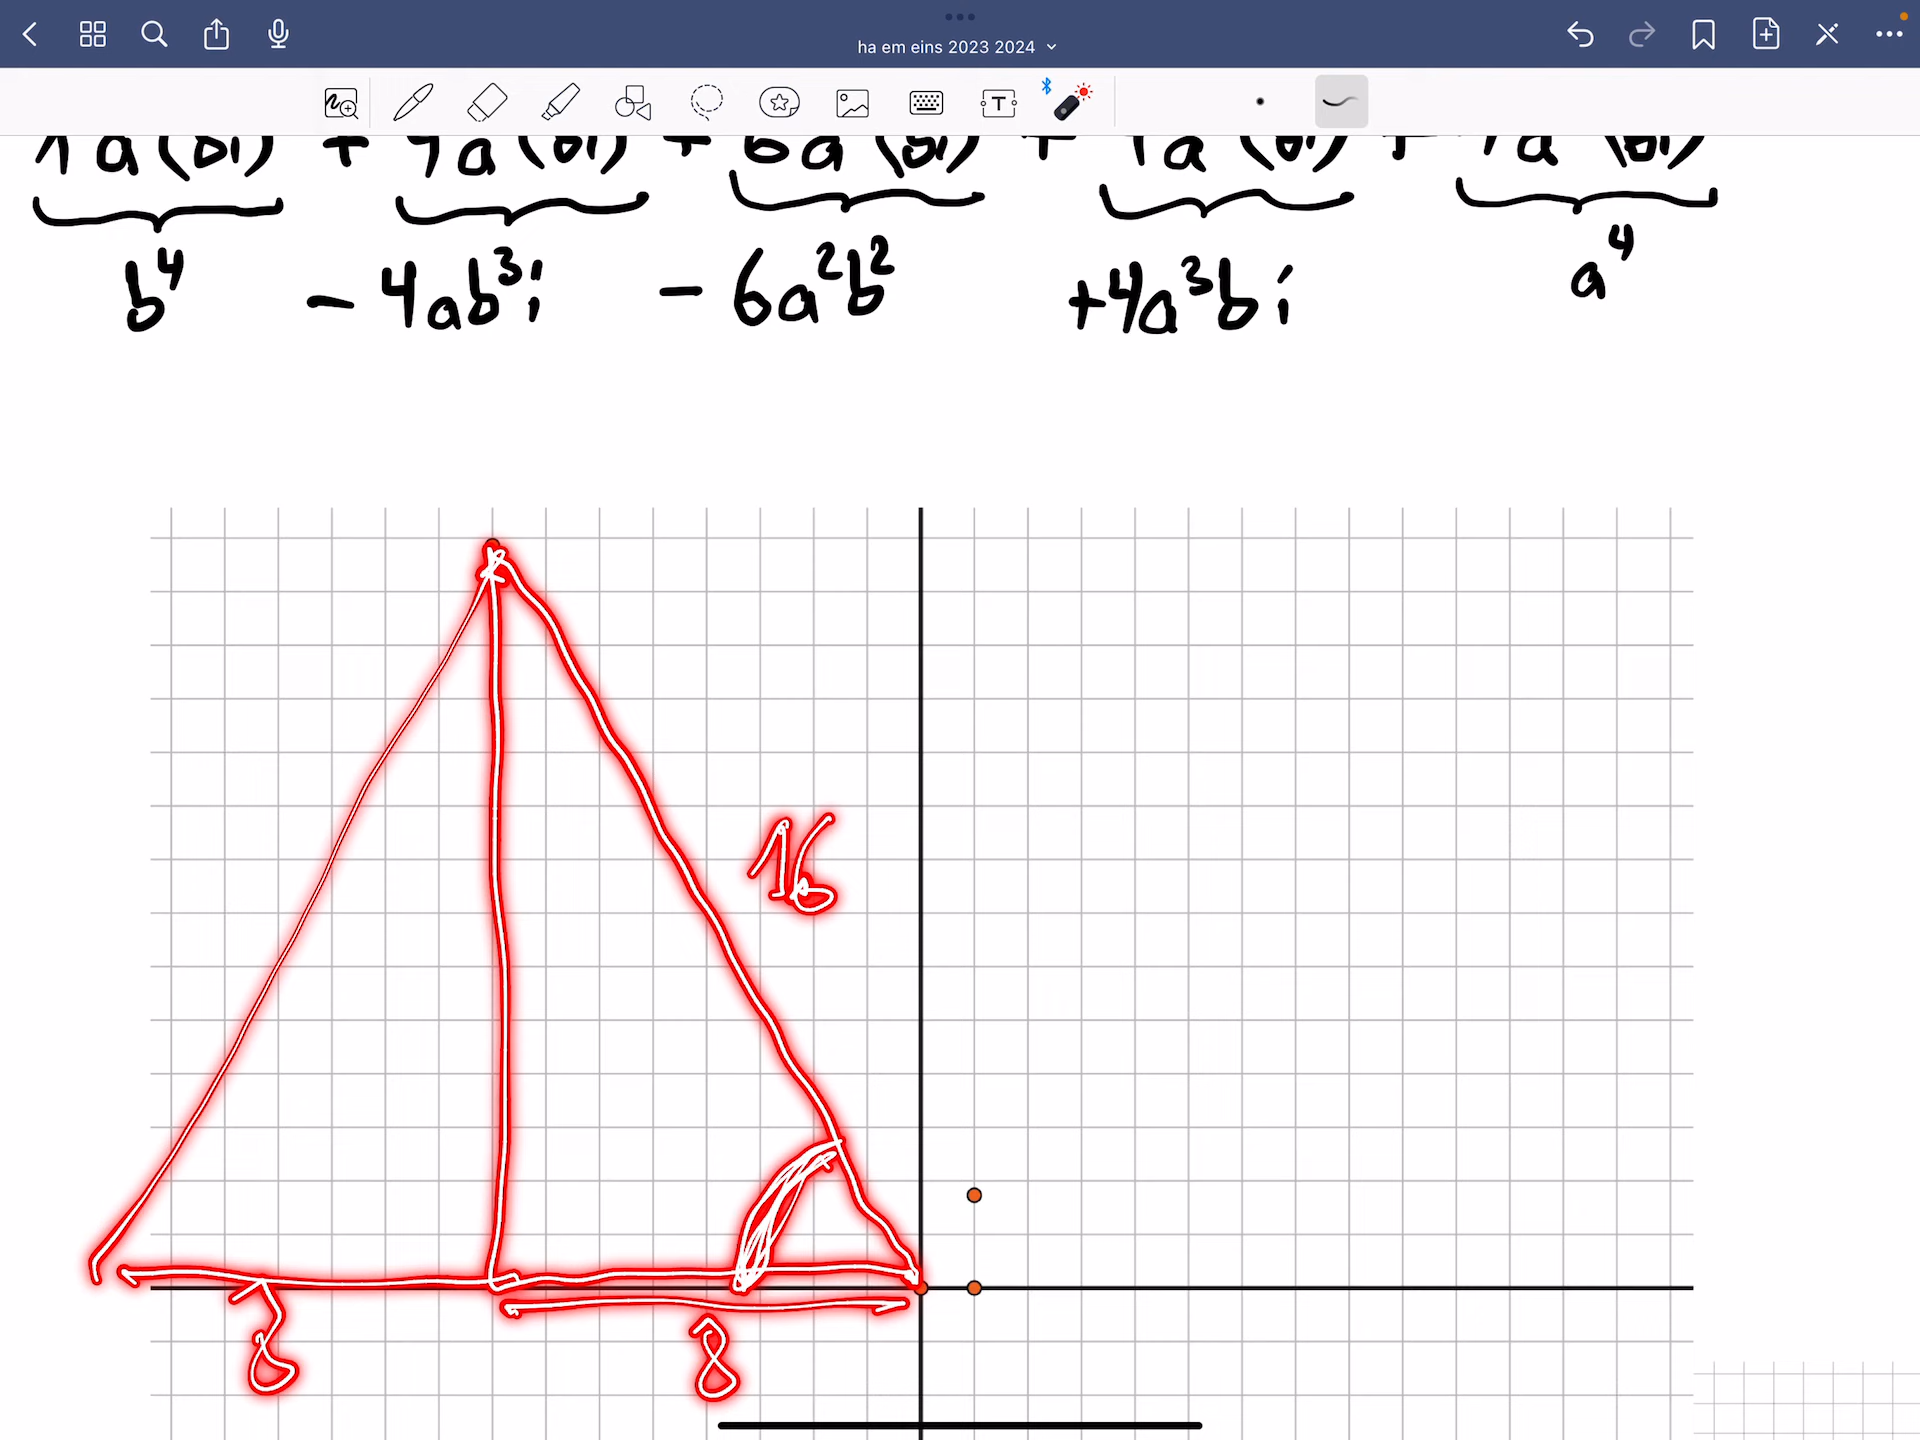 ha em eins 2023 2024
T
b⁴ - 4ab³i - 6a²b² +4a³bi a⁴
16
8 8